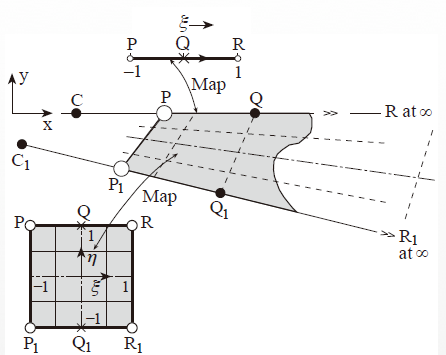 ξ
P Q R
−1 1
Map
y
C P Q R at ∞
x
C1
P1 Map Q1 R1
at ∞
P Q R
1
η
−1 ξ 1
−1
P1 Q1 R1